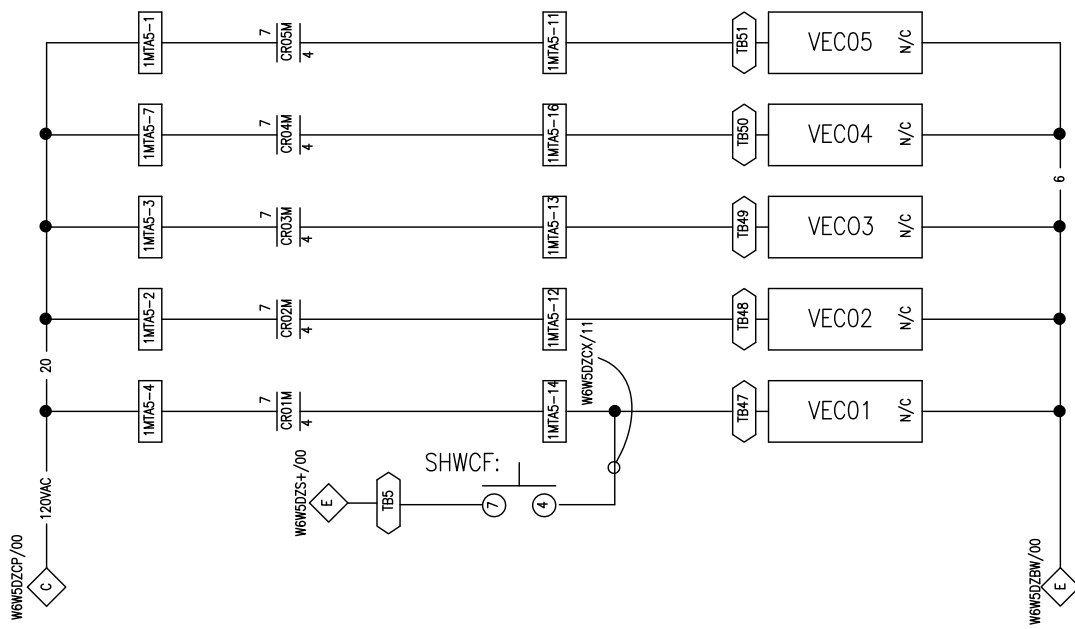 1MTA5-1
7
CR05M
4
1MTA5-11
TB51
VEC05
N/C
1MTA5-7
7
CR04M
4
1MTA5-16
TB50
VEC04
N/C
6
1MTA5-3
7
CR03M
4
1MTA5-13
TB49
VEC03
N/C
1MTA5-2
7
CR02M
4
1MTA5-12
TB48
VEC02
N/C
20
W6W5DZCX/11
1MTA5-4
7
CR01M
4
1MTA5-14
TB47
VEC01
N/C
120VAC
W6W5DZS+/00
E
TB5
SHWCF:
7
4
W6W5DZCP/00
C
W6W5DZBW/00
E